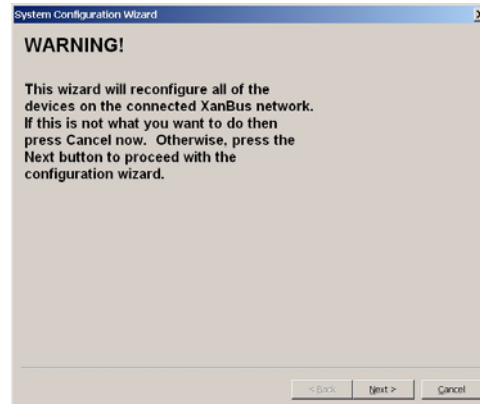 System Configuration Wizard
WARNING!
This wizard will reconfigure all of the
devices on the connected XanBus network.
If this is not what you want to do then
press Cancel now.  Otherwise, press the
Next button to proceed with the
configuration wizard.
< Back
Next >
Cancel